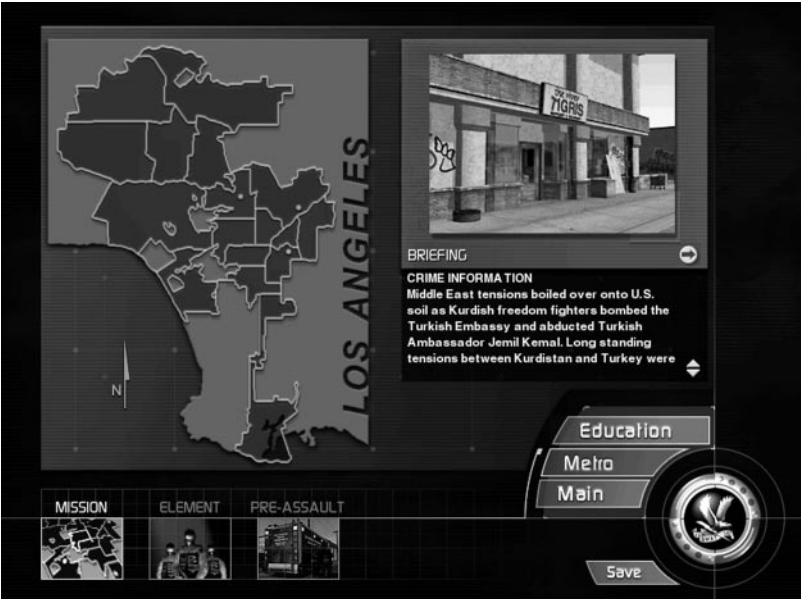 LOS ANGELES
N
TIGRIS
BRIEFING
CRIME INFORMATION
Middle East tensions boiled over onto U.S.
soil as Kurdish freedom fighters bombed the
Turkish Embassy and abducted Turkish
Ambassador Jemil Kemal. Long standing
tensions between Kurdistan and Turkey were
Education
Metro
Main
MISSION
ELEMENT
PRE-ASSAULT
Save